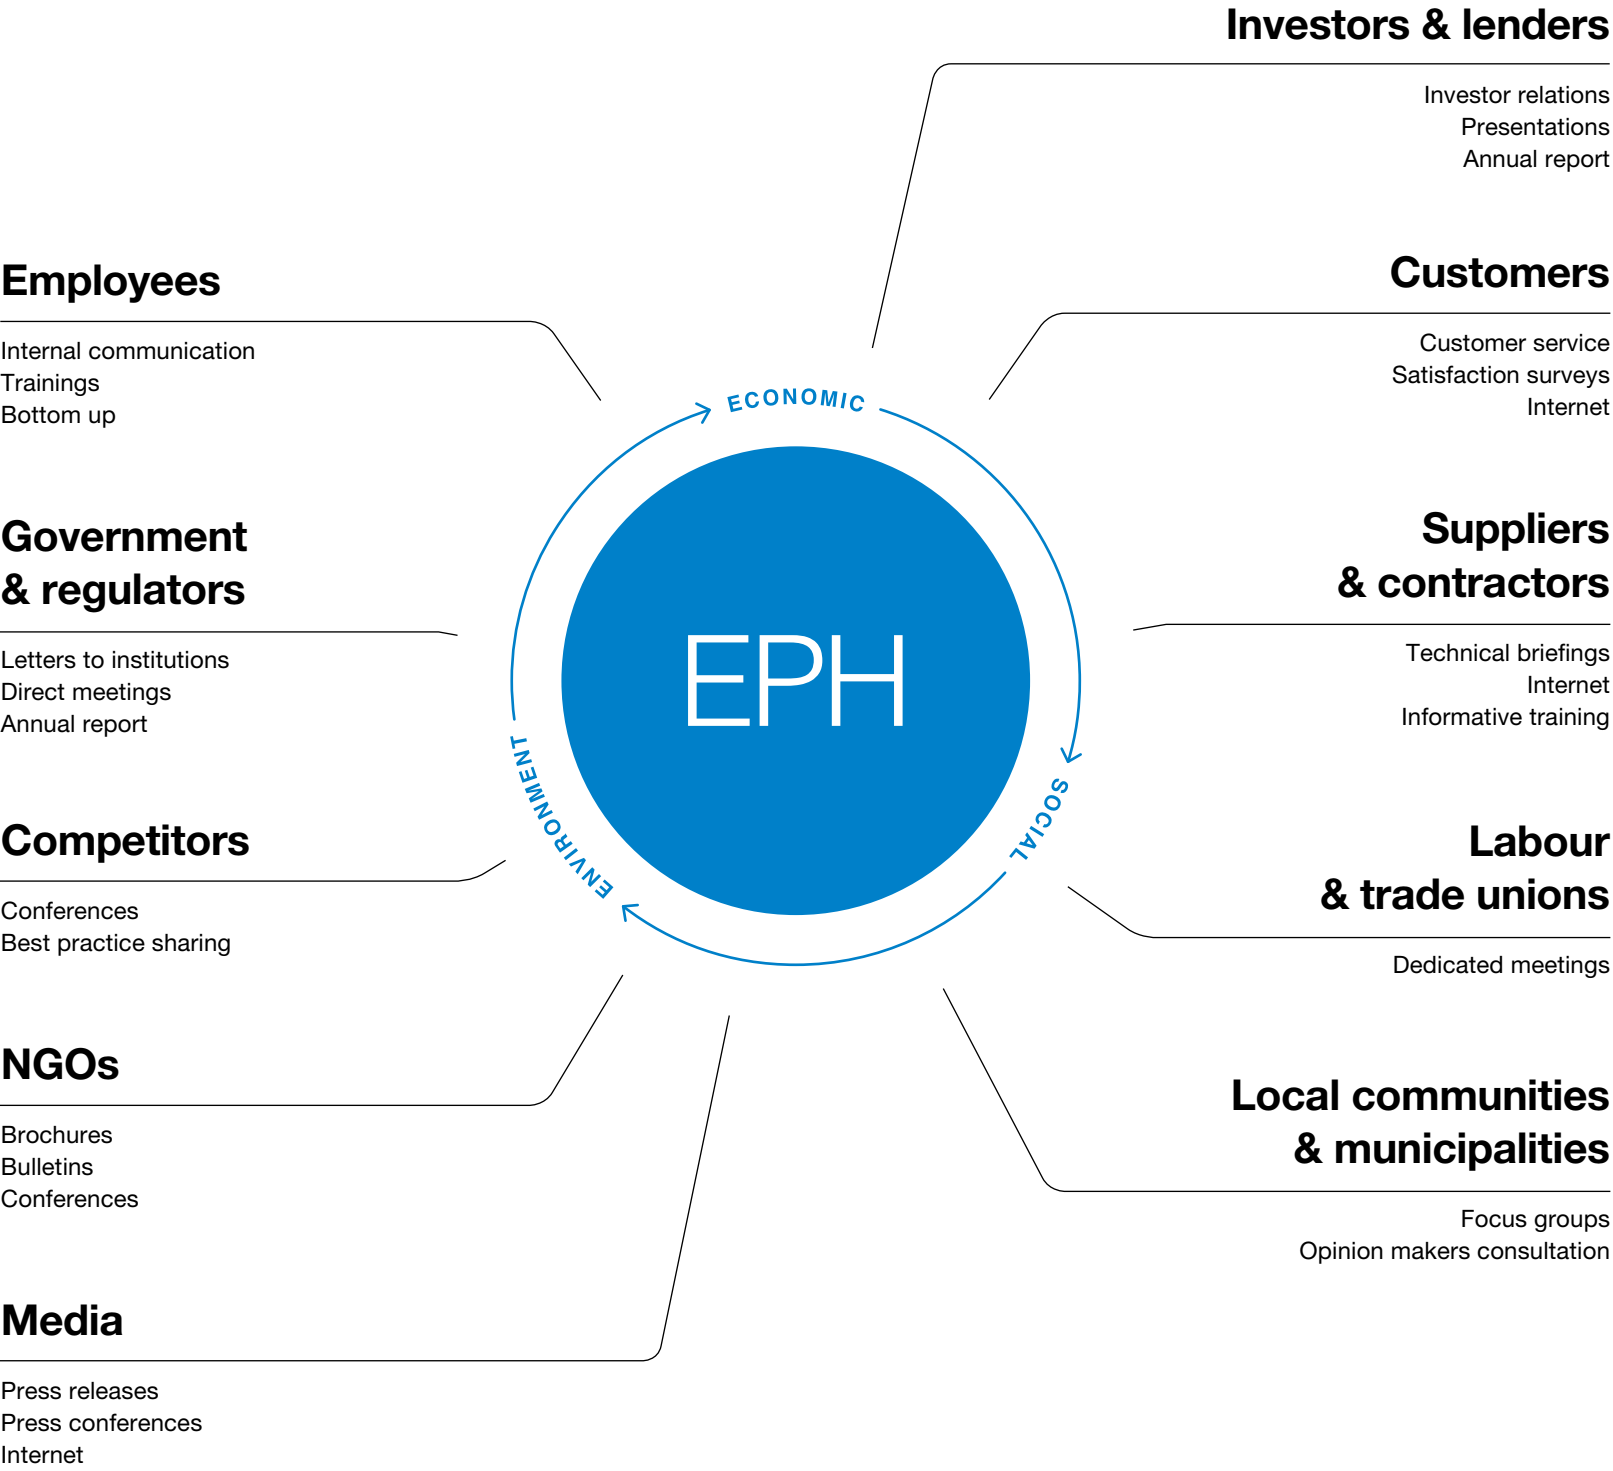 Investors & lenders
Investor relations
Presentations
Annual report
Employees
Internal communication
Trainings
Bottom up
Customers
Customer service
Satisfaction surveys
Internet
Government
& regulators
Letters to institutions
Direct meetings
Annual report
Suppliers
& contractors
Technical briefings
Internet
Informative training
ECONOMIC
EPH
SOCIAL
ENVIRONMENT
Competitors
Conferences
Best practice sharing
Labour
& trade unions
Dedicated meetings
NGOs
Brochures
Bulletins
Conferences
Local communities
& municipalities
Focus groups
Opinion makers consultation
Media
Press releases
Press conferences
Internet